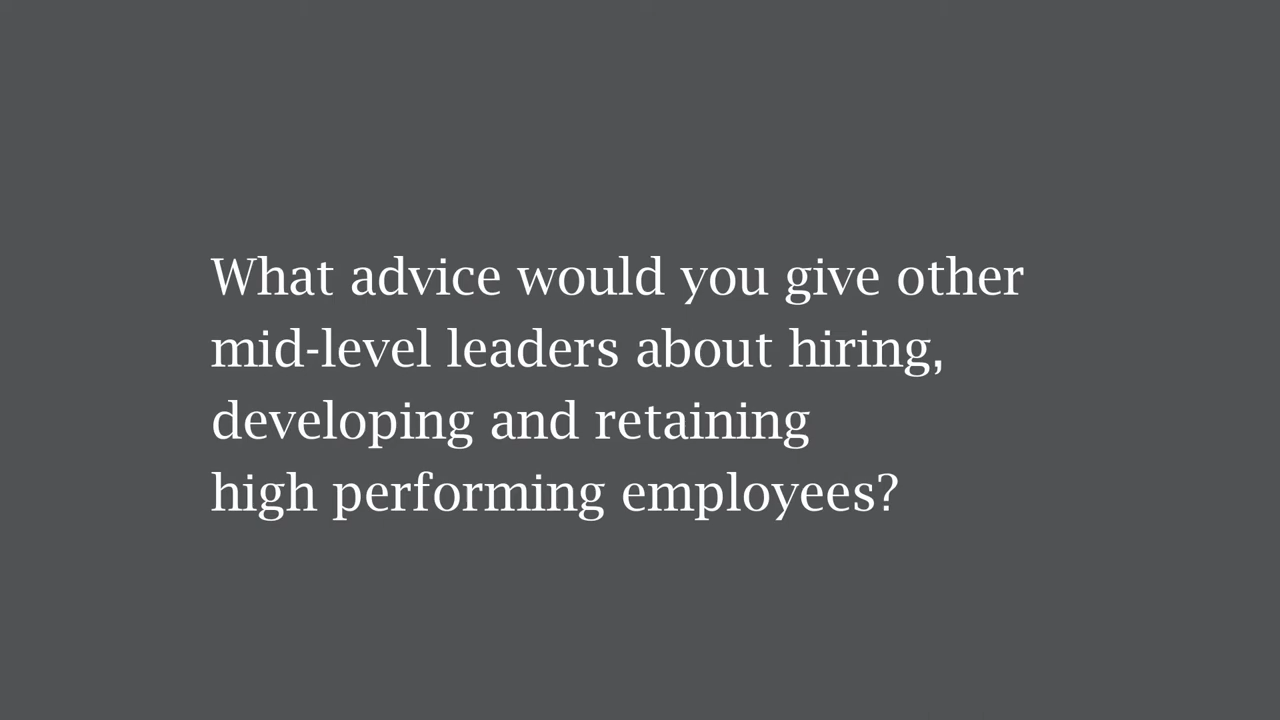 What advice would you give other
mid-level leaders about hiring,
developing and retaining
high performing employees?